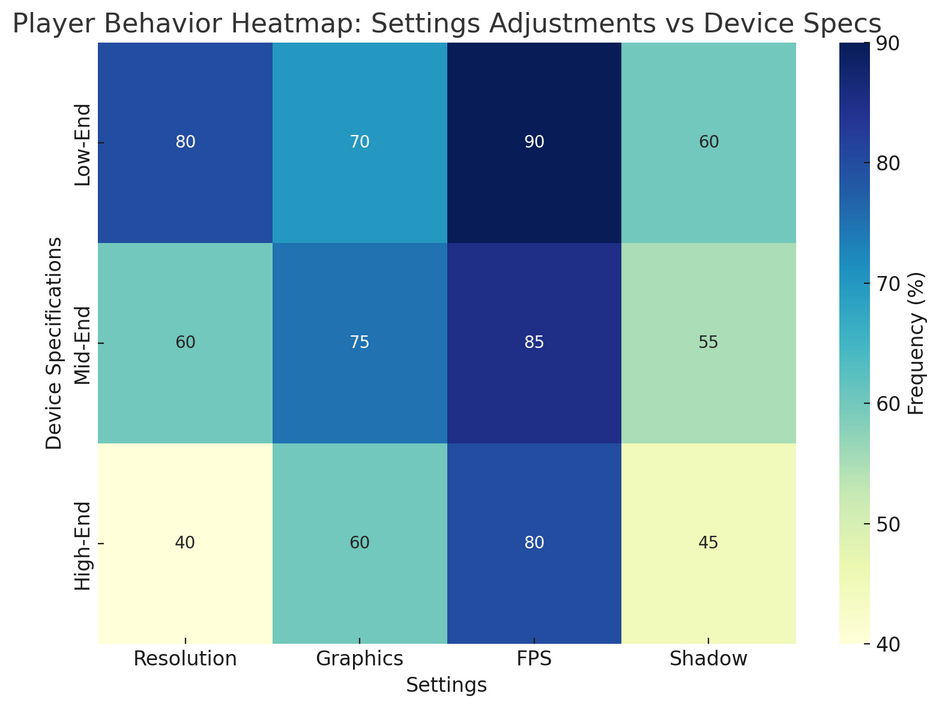 Player Behavior Heatmap: Settings Adjustments vs Device Specs
Device Specifications
Low-End
80 70 90 60
Mid-End
60 75 85 55
High-End
40 60 80 45
Resolution Graphics FPS Shadow
Settings
90
80
70
60
50
40
Frequency (%)